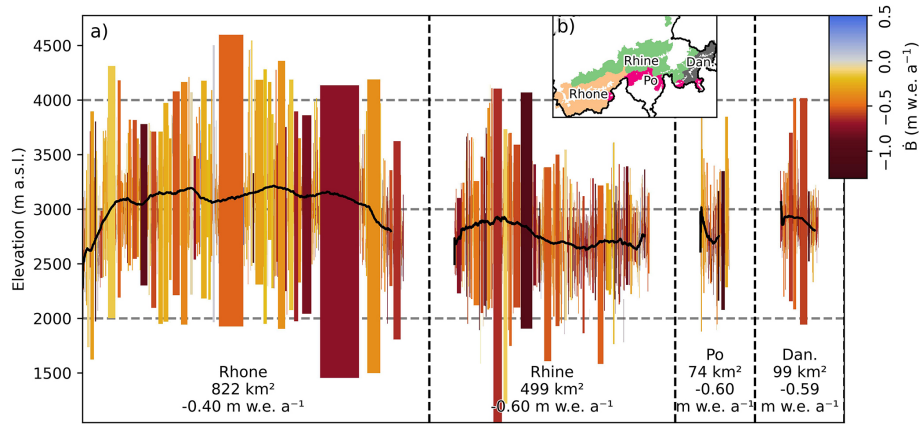 a)
b)
Rhine
Dan.
Po
Rhone
Elevation (m a.s.l.)
4500
4000
3500
3000
2500
2000
1500
Rhone
822 km²
-0.40 m w.e. a⁻¹
Rhine
499 km²
-0.60 m w.e. a⁻¹
Po
74 km²
-0.60
m w.e. a⁻¹
Dan.
99 km²
-0.59
m w.e. a⁻¹
0.5
0.0
−0.5
−1.0
B̄ (m w.e. a⁻¹)